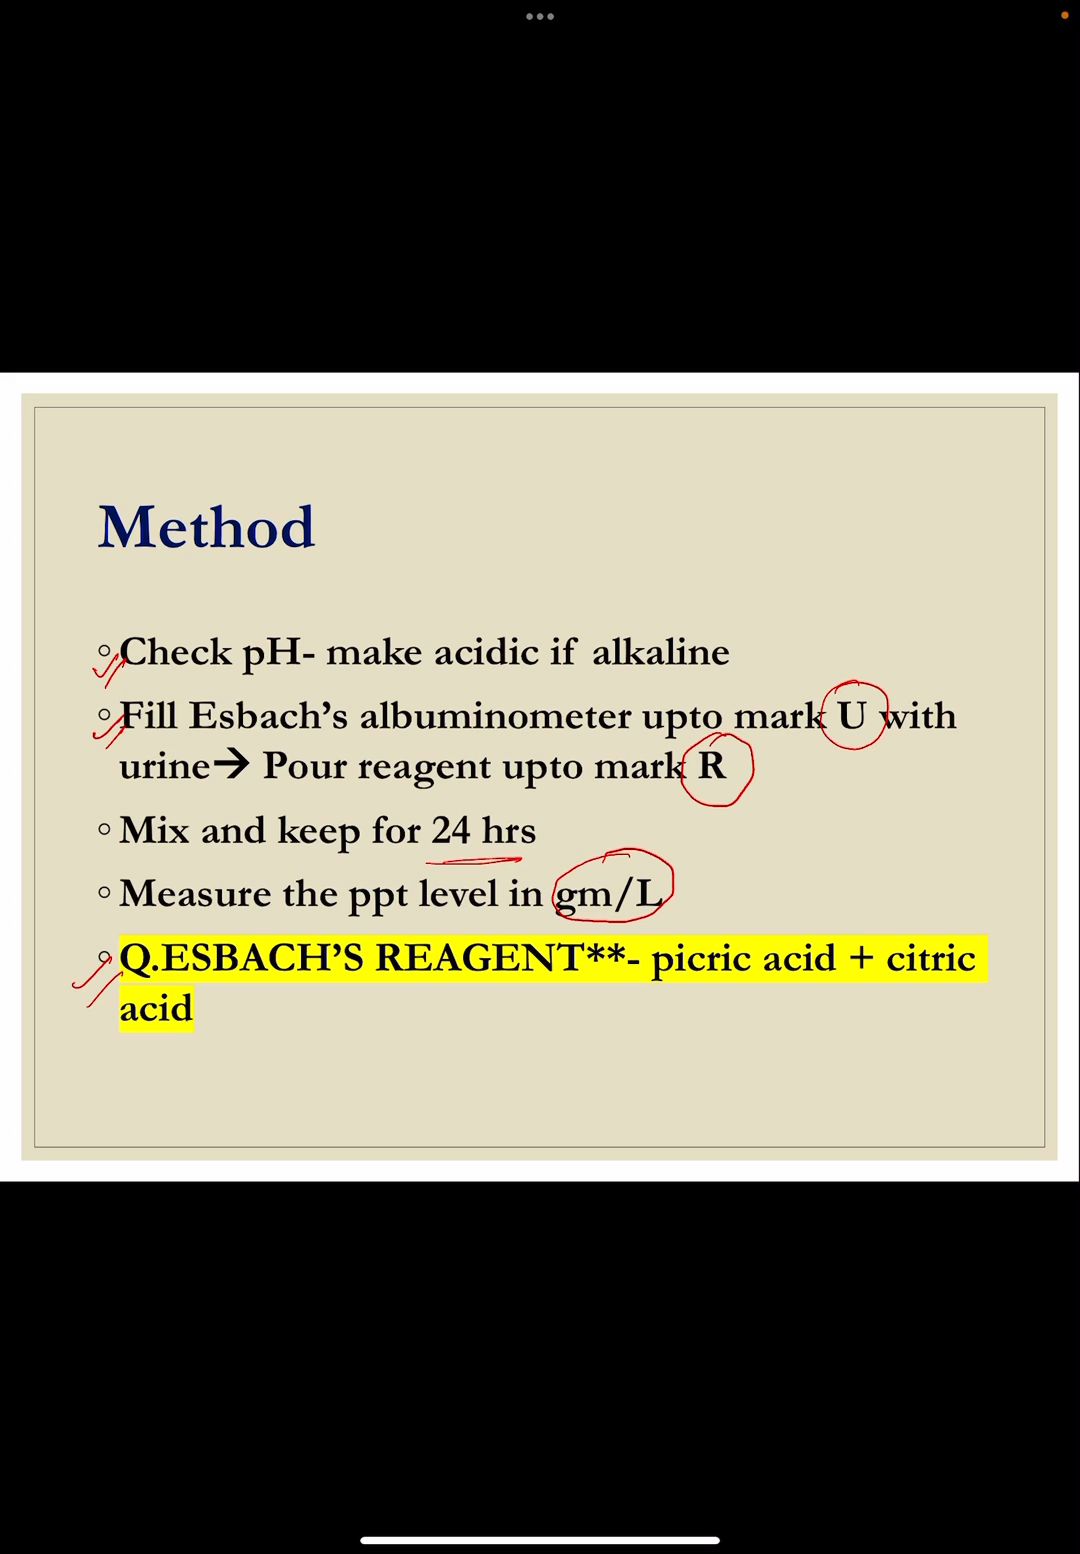 Method
◦Check pH- make acidic if alkaline
◦Fill Esbach’s albuminometer upto mark U with
urine→ Pour reagent upto mark R
◦Mix and keep for 24 hrs
◦Measure the ppt level in gm/L
◦Q.ESBACH’S REAGENT**- picric acid + citric
acid